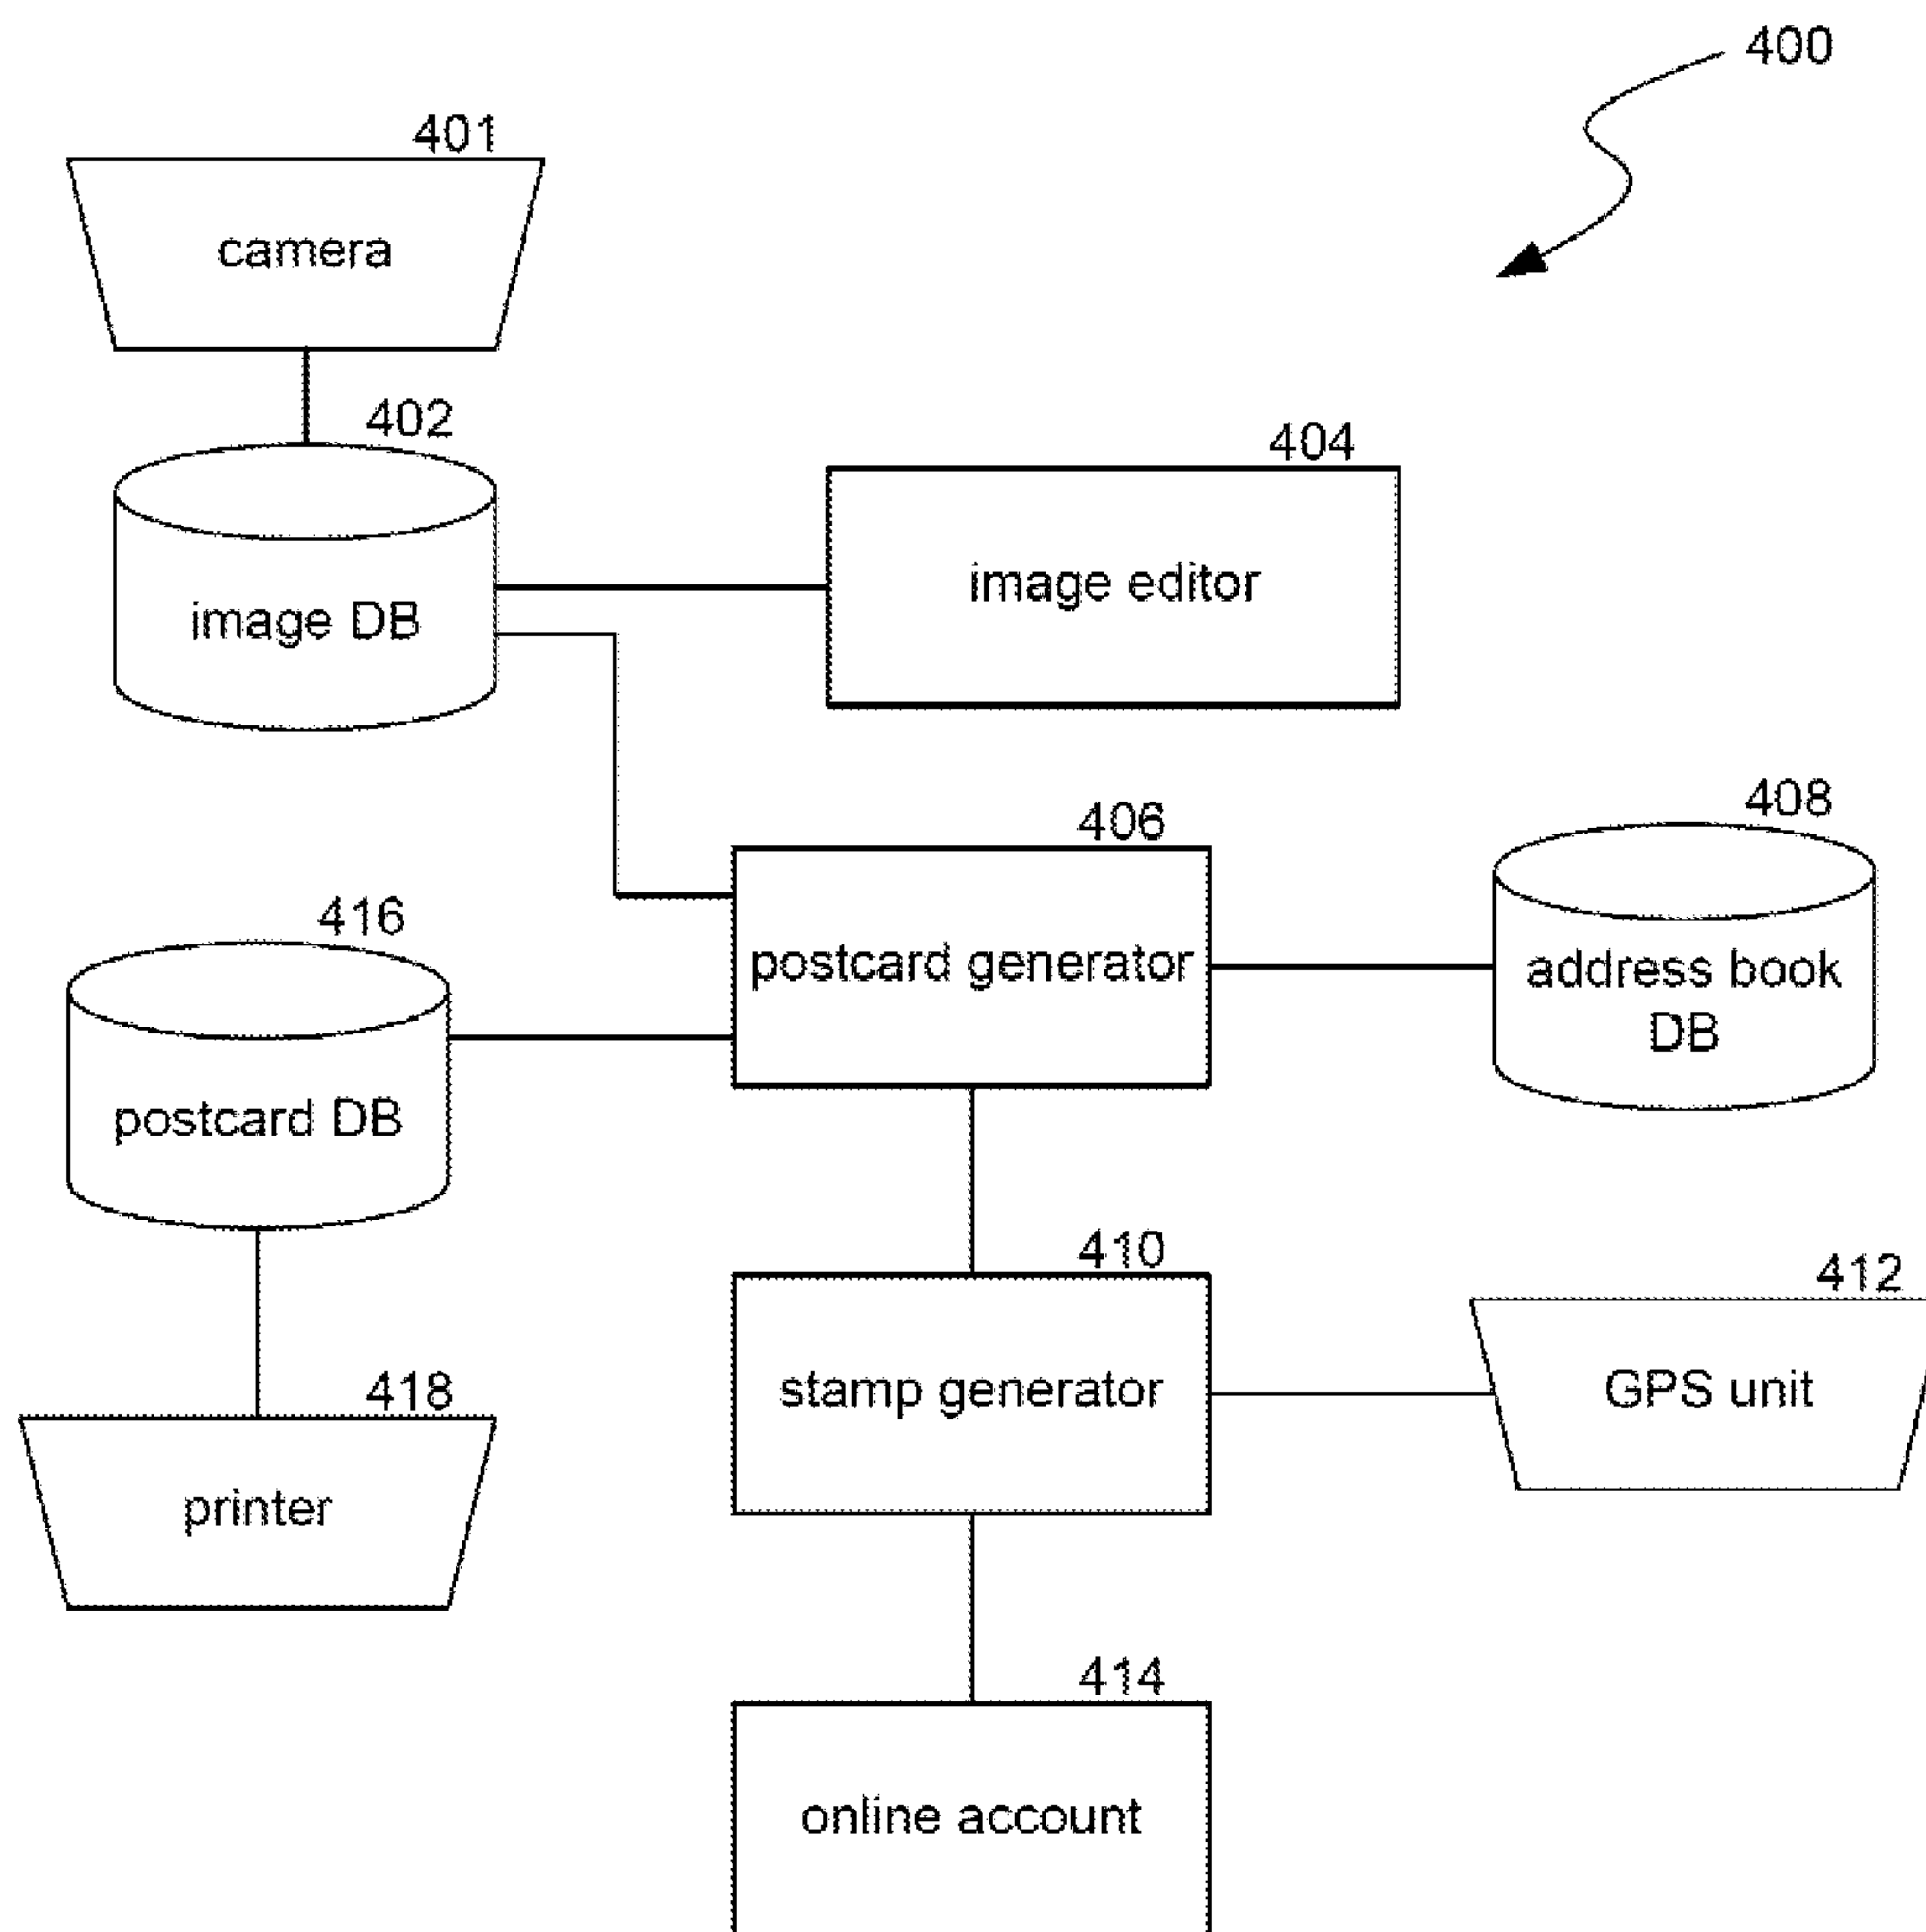 400
401
camera
402
image DB
404
image editor
406
postcard generator
408
address book
DB
416
postcard DB
410
stamp generator
412
GPS unit
418
printer
414
online account